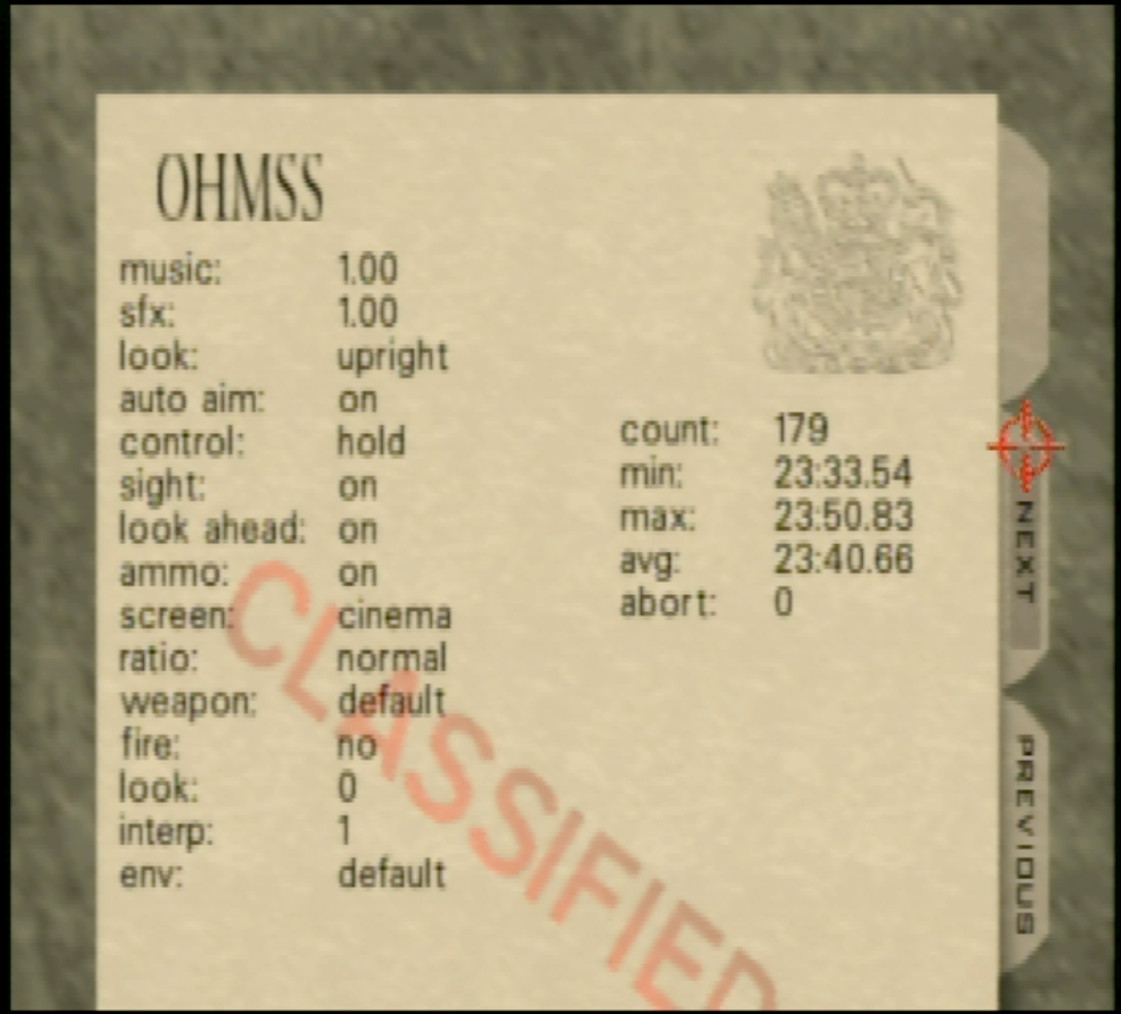 OHMSS
music: 1.00
sfx: 1.00
look: upright
auto aim: on
control: hold
sight: on
look ahead: on
ammo: on
screen: cinema
ratio: normal
weapon: default
fire: no
look: 0
interp: 1
env: default
count: 179
min: 23:33.54
max: 23:50.83
avg: 23:40.66
abort: 0
CLASSIFIED
NEXT
PREVIOUS